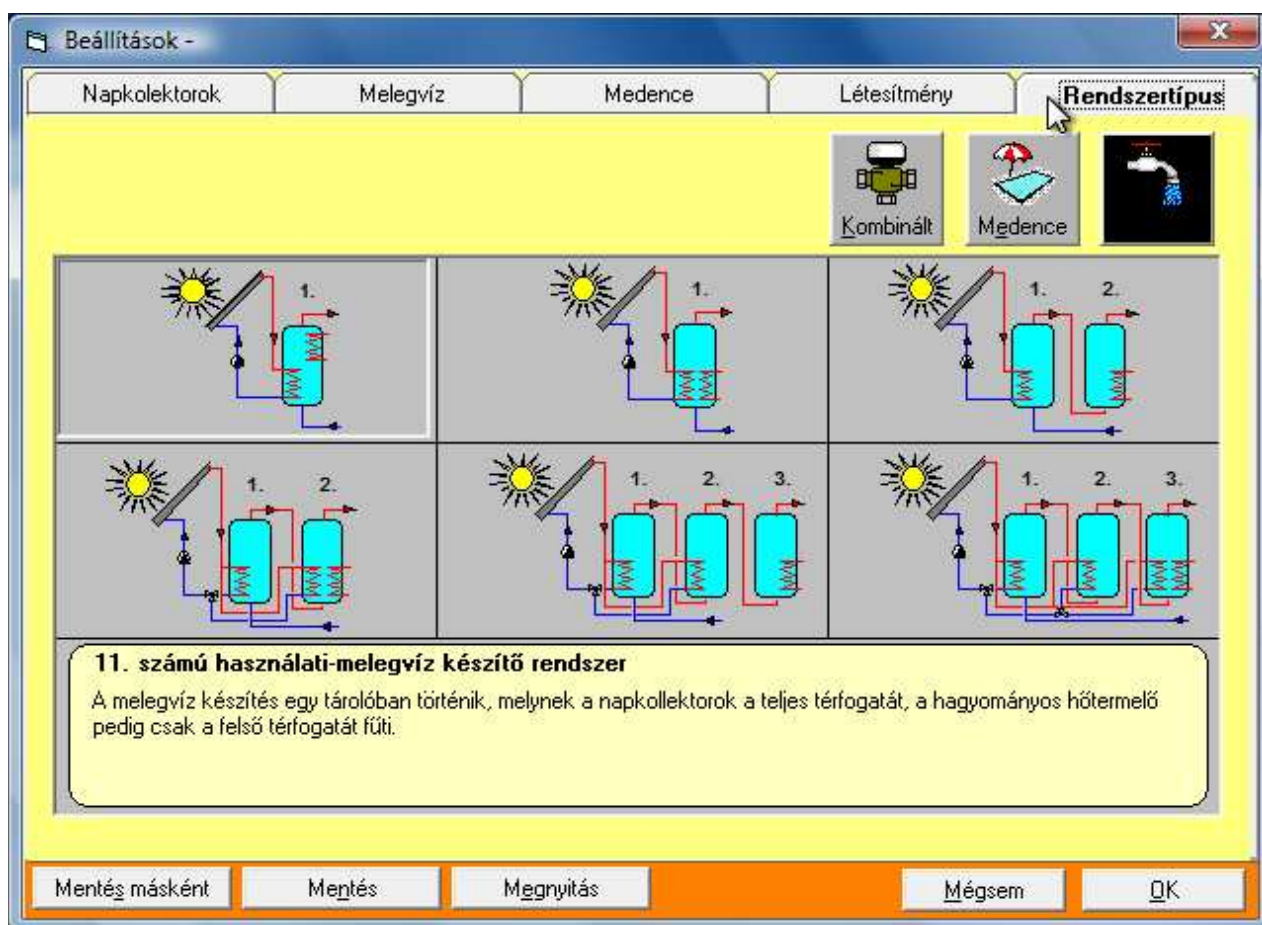 Beállítások -
Napkolektorok
Melegvíz
Medence
Létesítmény
Rendszertípus
Kombinált
Medence
1.
1.
1. 2.
1. 2.
1. 2. 3.
1. 2. 3.
11. számú használati-melegvíz készítő rendszer
A melegvíz készítés egy tárolóban történik, melynek a napkollektorok a teljes térfogatát, a hagyományos hőtermelő
pedig csak a felső térfogatát fűti.
Mentés másként
Mentés
Megnyitás
Mégsem
OK